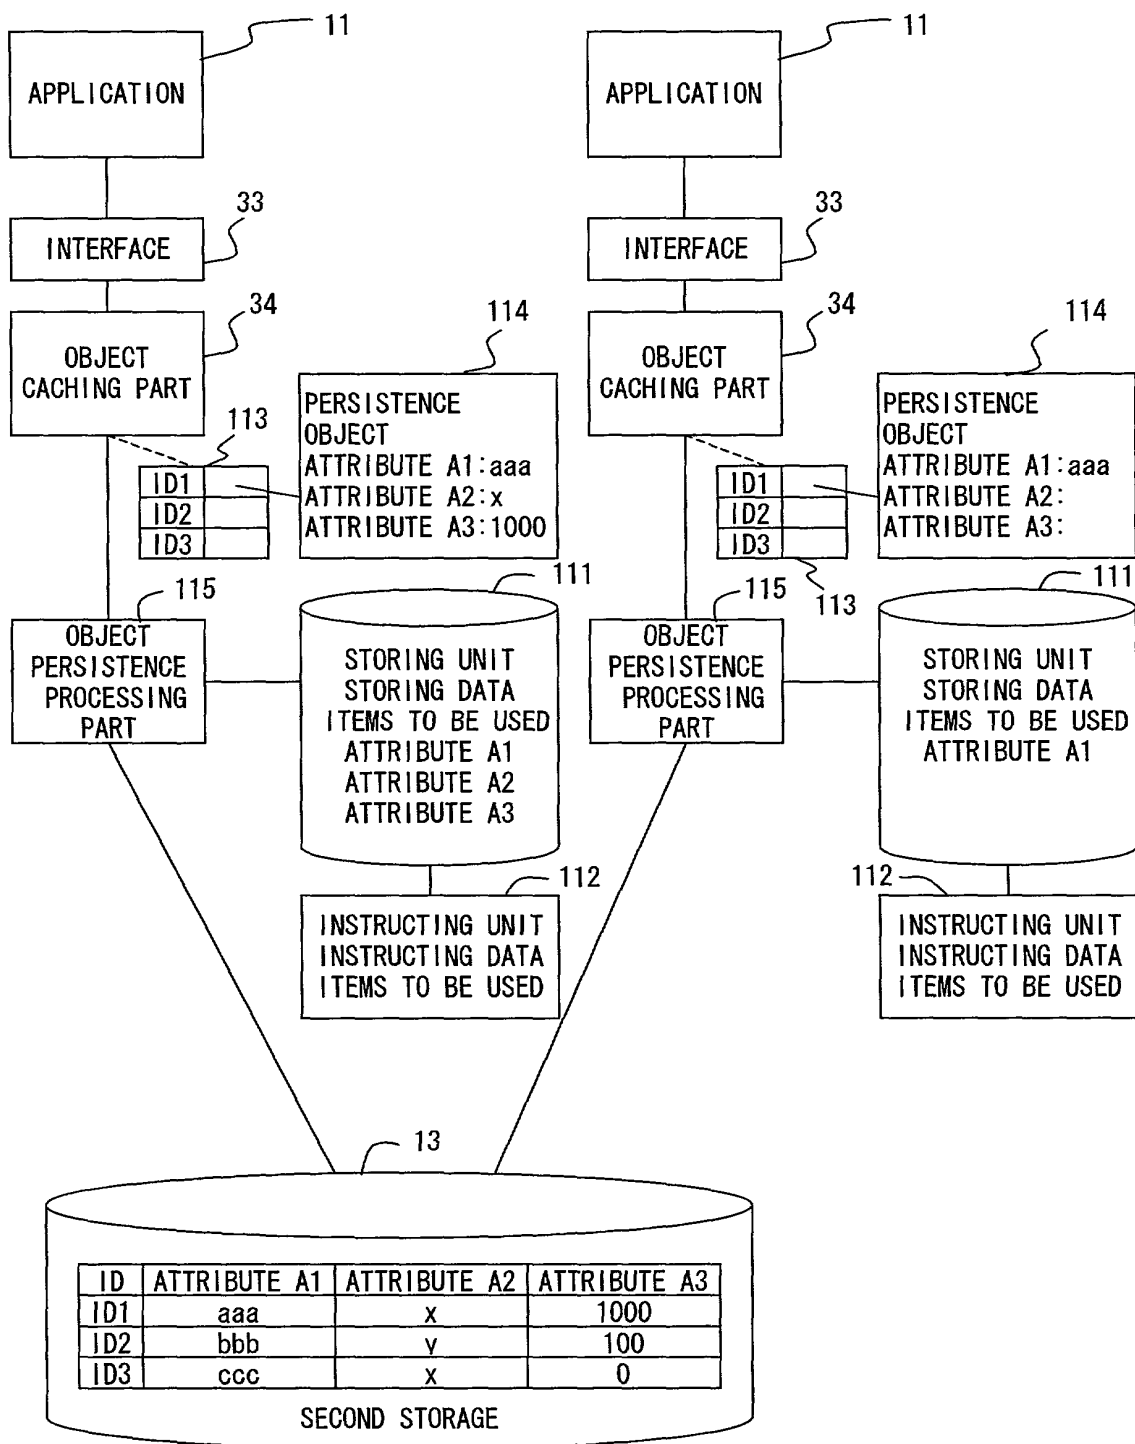 11
APPLICATION
33
INTERFACE
34
OBJECT
CACHING PART
113
ID1
ID2
ID3
114
PERSISTENCE
OBJECT
ATTRIBUTE A1:aaa
ATTRIBUTE A2:x
ATTRIBUTE A3:1000
115
OBJECT
PERSISTENCE
PROCESSING
PART
111
STORING UNIT
STORING DATA
ITEMS TO BE USED
ATTRIBUTE A1
ATTRIBUTE A2
ATTRIBUTE A3
112
INSTRUCTING UNIT
INSTRUCTING DATA
ITEMS TO BE USED
11
APPLICATION
33
INTERFACE
34
OBJECT
CACHING PART
ID1
ID2
ID3
113
114
PERSISTENCE
OBJECT
ATTRIBUTE A1:aaa
ATTRIBUTE A2:
ATTRIBUTE A3:
115
OBJECT
PERSISTENCE
PROCESSING
PART
111
STORING UNIT
STORING DATA
ITEMS TO BE USED
ATTRIBUTE A1
112
INSTRUCTING UNIT
INSTRUCTING DATA
ITEMS TO BE USED
13
ID ATTRIBUTE A1 ATTRIBUTE A2 ATTRIBUTE A3
ID1 aaa x 1000
ID2 bbb y 100
ID3 ccc x 0
SECOND STORAGE